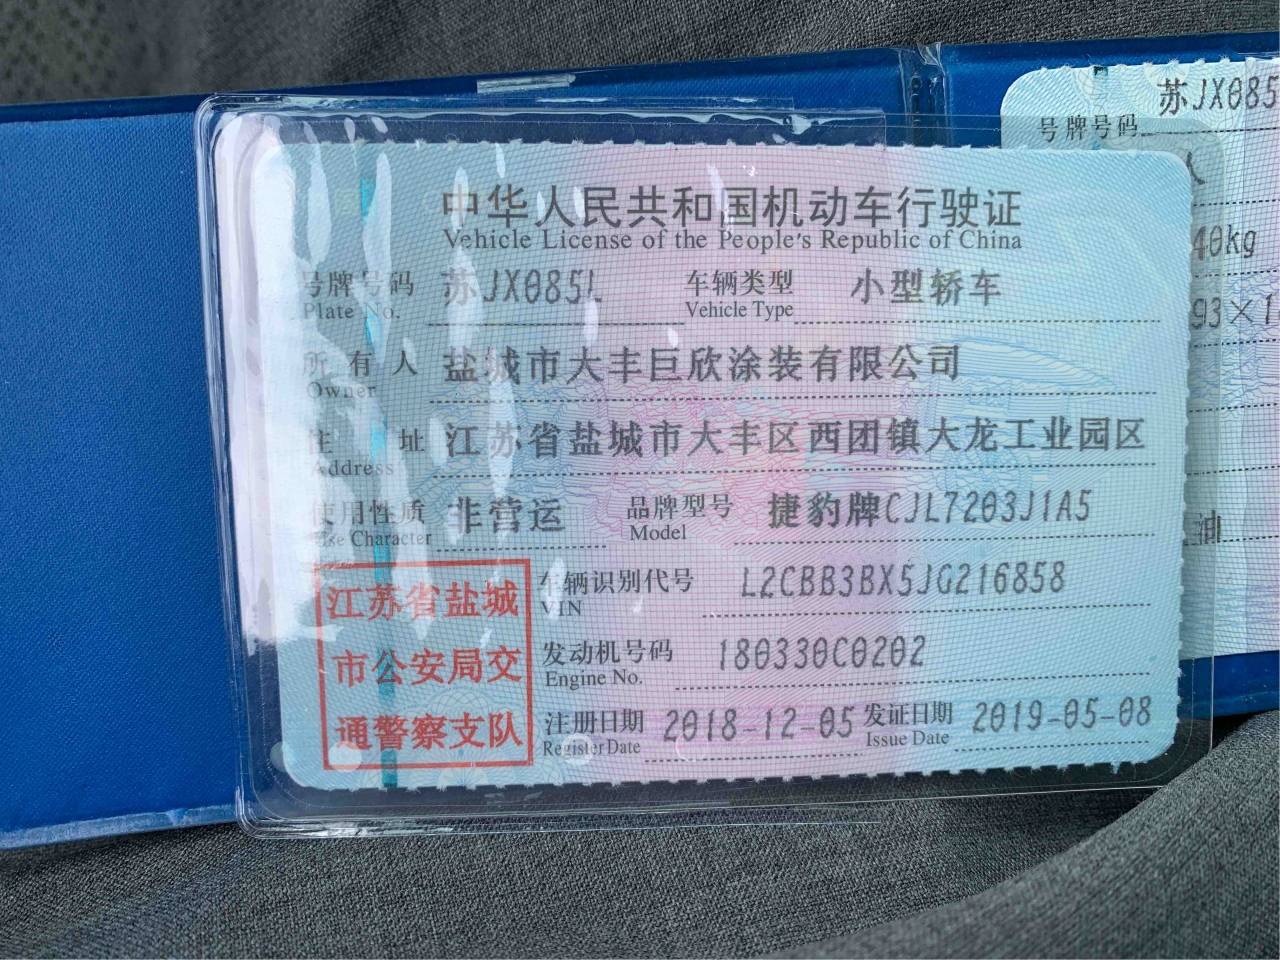 中华人民共和国机动车行驶证
Vehicle License of the People's Republic of China
号牌号码 苏JX085L 车辆类型 小型轿车
Plate No. Vehicle Type
所有人 盐城市大丰巨欣涂装有限公司
Owner
住址 江苏省盐城市大丰区西团镇大龙工业园区
Address
使用性质 非营运 品牌型号 捷豹牌CJL7203J1A5
Use Character Model
车辆识别代号 L2CBB3BX5JG216858
VIN
发动机号码 180330C0202
Engine No.
注册日期 2018-12-05 发证日期 2019-05-08
Register Date Issue Date
江苏省盐城
市公安局交
通警察支队
号牌号码 苏JX085
人
40kg
93×1
油